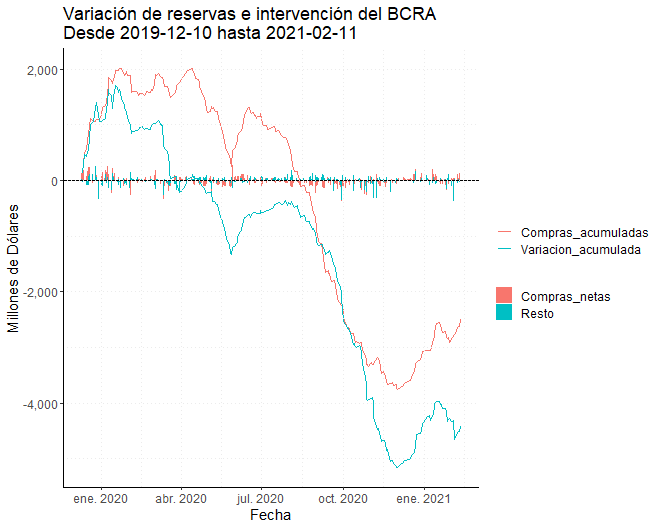 Variación de reservas e intervención del BCRA
Desde 2019-12-10 hasta 2021-02-11
Millones de Dólares
2,000
0
-2,000
-4,000
ene. 2020
abr. 2020
jul. 2020
oct. 2020
ene. 2021
Fecha
Compras_acumuladas
Variacion_acumulada
Compras_netas
Resto